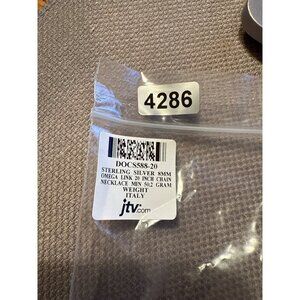 4286
DOCS588-20
STERLING SILVER 8MM
OMEGA LINK 20 INCH CHAIN
NECKLACE MIN 50.2 GRAM
WEIGHT
ITALY
jtv.com